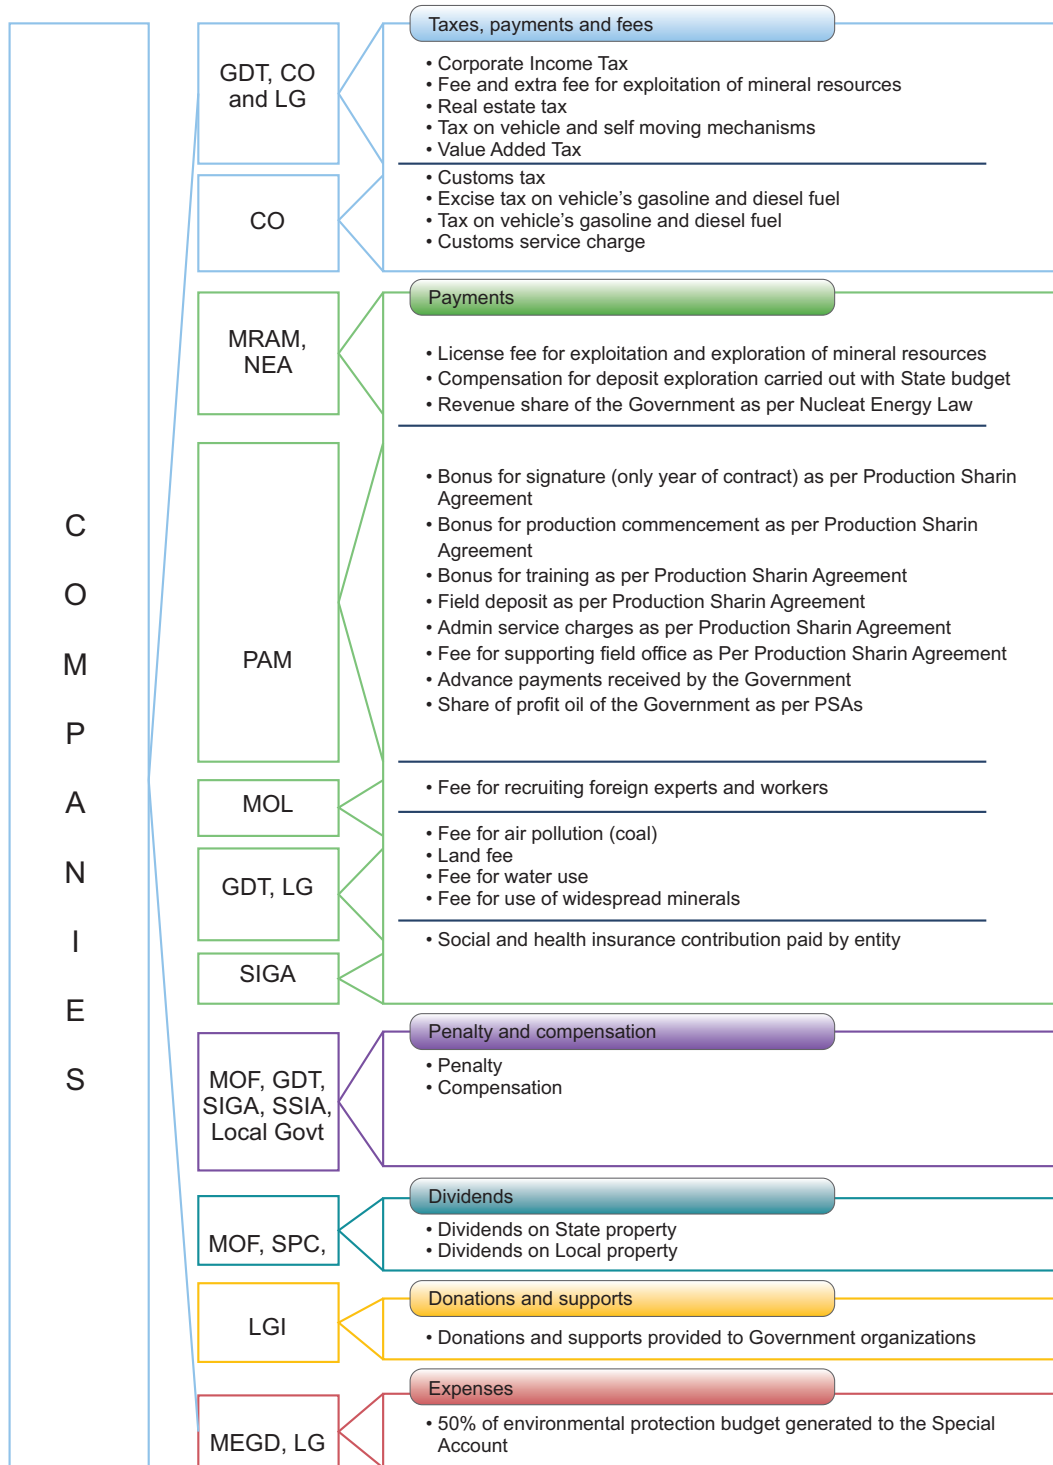 COMPANIES
GDT, CO
and LG
Taxes, payments and fees
• Corporate Income Tax
• Fee and extra fee for exploitation of mineral resources
• Real estate tax
• Tax on vehicle and self moving mechanisms
• Value Added Tax
CO
• Customs tax
• Excise tax on vehicle's gasoline and diesel fuel
• Tax on vehicle's gasoline and diesel fuel
• Customs service charge
Payments
MRAM,
NEA
• License fee for exploitation and exploration of mineral resources
• Compensation for deposit exploration carried out with State budget
• Revenue share of the Government as per Nucleat Energy Law
PAM
• Bonus for signature (only year of contract) as per Production Sharin
Agreement
• Bonus for production commencement as per Production Sharin
Agreement
• Bonus for training as per Production Sharin Agreement
• Field deposit as per Production Sharin Agreement
• Admin service charges as per Production Sharin Agreement
• Fee for supporting field office as Per Production Sharin Agreement
• Advance payments received by the Government
• Share of profit oil of the Government as per PSAs
MOL
• Fee for recruiting foreign experts and workers
GDT, LG
• Fee for air pollution (coal)
• Land fee
• Fee for water use
• Fee for use of widespread minerals
SIGA
• Social and health insurance contribution paid by entity
MOF, GDT,
SIGA, SSIA,
Local Govt
Penalty and compensation
• Penalty
• Compensation
MOF, SPC,
Dividends
• Dividends on State property
• Dividends on Local property
LGI
Donations and supports
• Donations and supports provided to Government organizations
MEGD, LG
Expenses
• 50% of environmental protection budget generated to the Special
Account